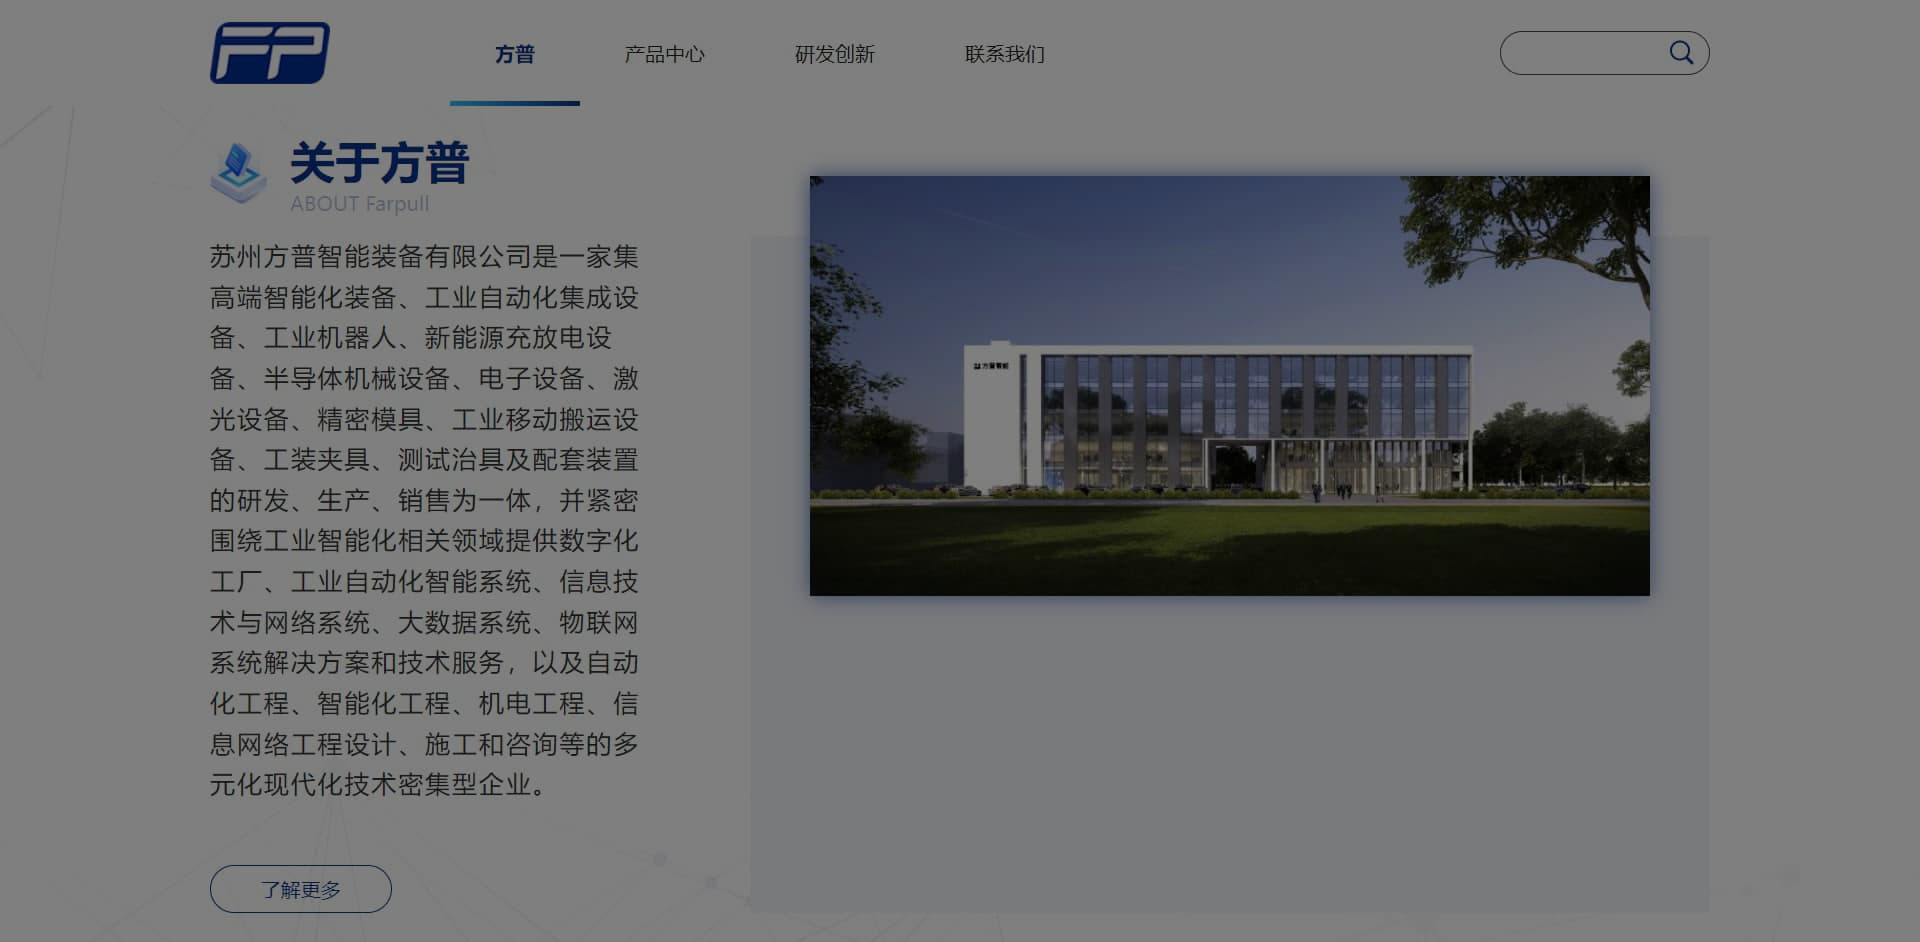 FP
方普
产品中心
研发创新
联系我们
关于方普
ABOUT Farpull
苏州方普智能装备有限公司是一家集
高端智能化装备、工业自动化集成设
备、工业机器人、新能源充放电设
备、半导体机械设备、电子设备、激
光设备、精密模具、工业移动搬运设
备、工装夹具、测试治具及配套装置
的研发、生产、销售为一体，并紧密
围绕工业智能化相关领域提供数字化
工厂、工业自动化智能系统、信息技
术与网络系统、大数据系统、物联网
系统解决方案和技术服务，以及自动
化工程、智能化工程、机电工程、信
息网络工程设计、施工和咨询等的多
元化现代化技术密集型企业。
方普智能
了解更多